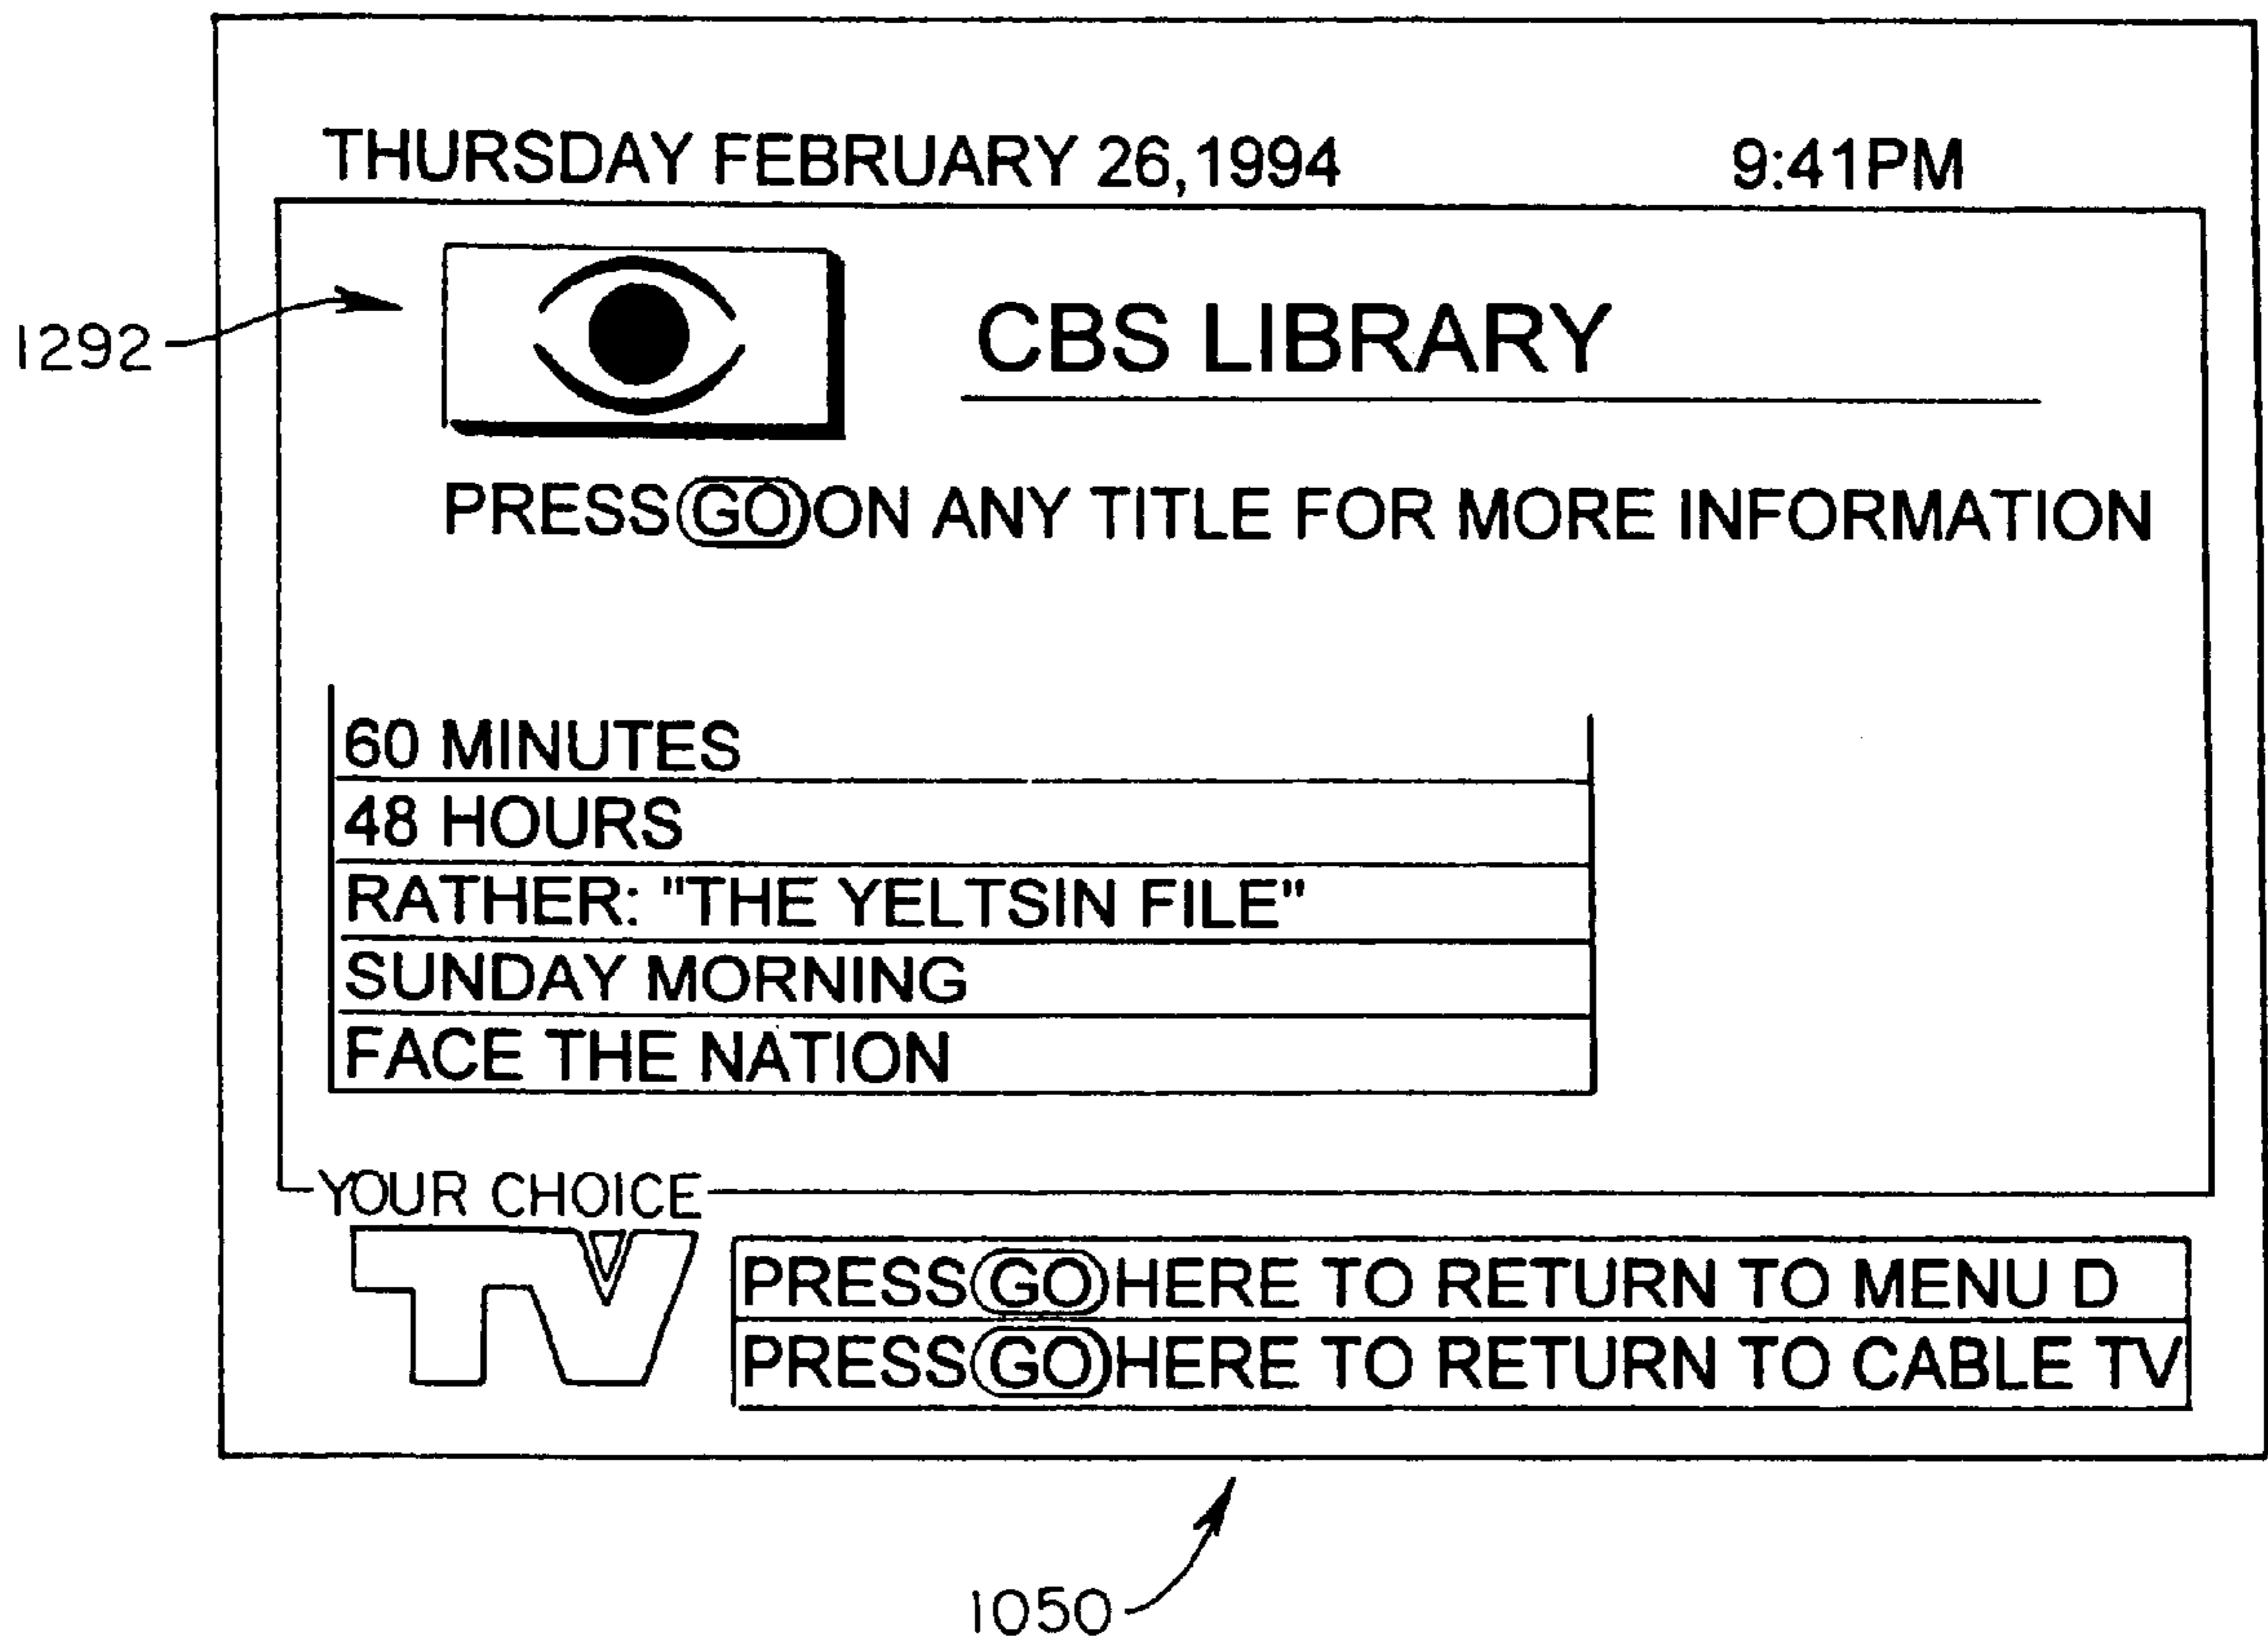 THURSDAY FEBRUARY 26,1994 9:41PM
1292
CBS LIBRARY
PRESS GO ON ANY TITLE FOR MORE INFORMATION
60 MINUTES
48 HOURS
RATHER: "THE YELTSIN FILE"
SUNDAY MORNING
FACE THE NATION
YOUR CHOICE
TV
PRESS GO HERE TO RETURN TO MENU D
PRESS GO HERE TO RETURN TO CABLE TV
1050